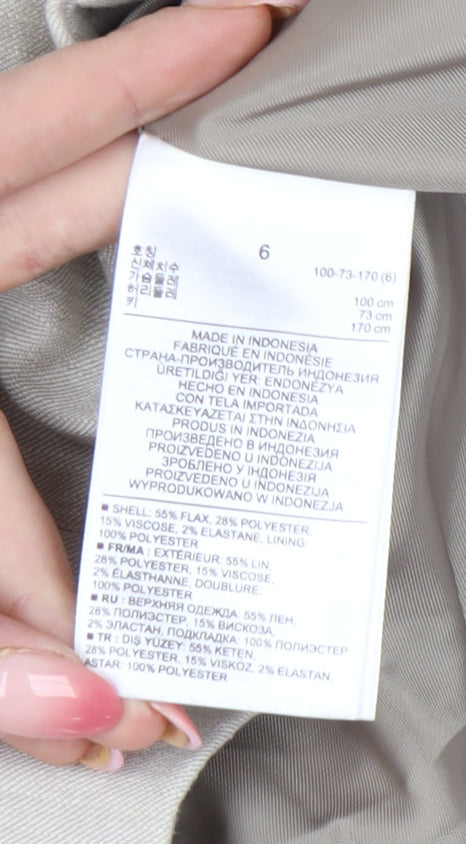 6
호칭
신체치수 100-73-170 (6)
가슴둘레 100 cm
허리둘레 73 cm
키 170 cm
MADE IN INDONESIA
FABRIQUÉ EN INDONÉSIE
СТРАНА-ПРОИЗВОДИТЕЛЬ ИНДОНЕЗИЯ
ÜRETILDIĞI YER: ENDONEZYA
HECHO EN INDONESIA
CON TELA IMPORTADA
ΚΑΤΑΣΚΕΥΑΖΕΤΑΙ ΣΤΗΝ ΙΝΔΟΝΗΣΙΑ
PRODUS IN INDONEZIA
ПРОИЗВЕДЕНО В ИНДОНЕЗИЯ
PROIZVEDENO U INDONEZIJI
ЗРОБЛЕНО У ІНДОНЕЗІЯ
PROIZVEDENO U INDONEZIJA
WYPRODUKOWANO W INDONEZJA
■ SHELL: 55% FLAX, 28% POLYESTER,
15% VISCOSE, 2% ELASTANE, LINING:
100% POLYESTER
■ FR/MA : EXTÉRIEUR: 55% LIN,
28% POLYESTER, 15% VISCOSE,
2% ÉLASTHANNE, DOUBLURE:
100% POLYESTER
■ RU : ВЕРХНЯЯ ОДЕЖДА: 55% ЛЕН,
28% ПОЛИЭСТЕР, 15% ВИСКОЗА,
2% ЭЛАСТАН, ПОДКЛАДКА: 100% ПОЛИЭСТЕР
■ TR : DIŞ YÜZEY: 55% KETEN,
28% POLYESTER, 15% VISKOZ, 2% ELASTAN,
ASTAR: 100% POLYESTER